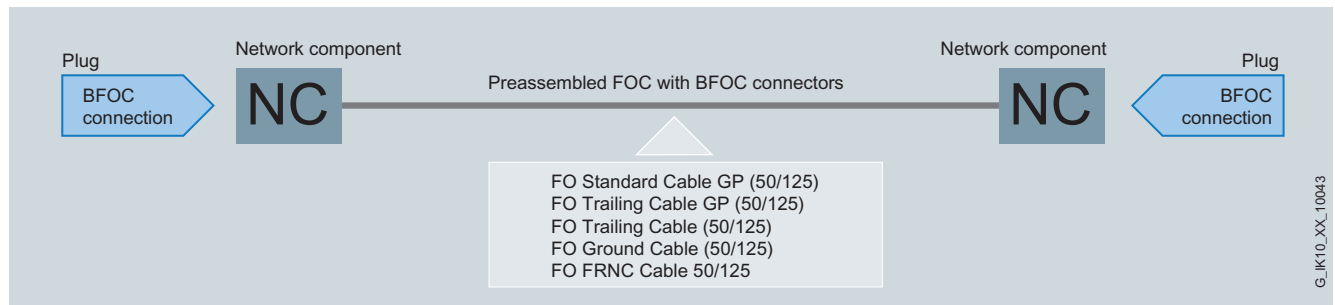 Plug
Network component
Network component
Plug
BFOC
connection
NC
Preassembled FOC with BFOC connectors
NC
BFOC
connection
FO Standard Cable GP (50/125)
FO Trailing Cable GP (50/125)
FO Trailing Cable (50/125)
FO Ground Cable (50/125)
FO FRNC Cable 50/125
G_IK10_XX_10043